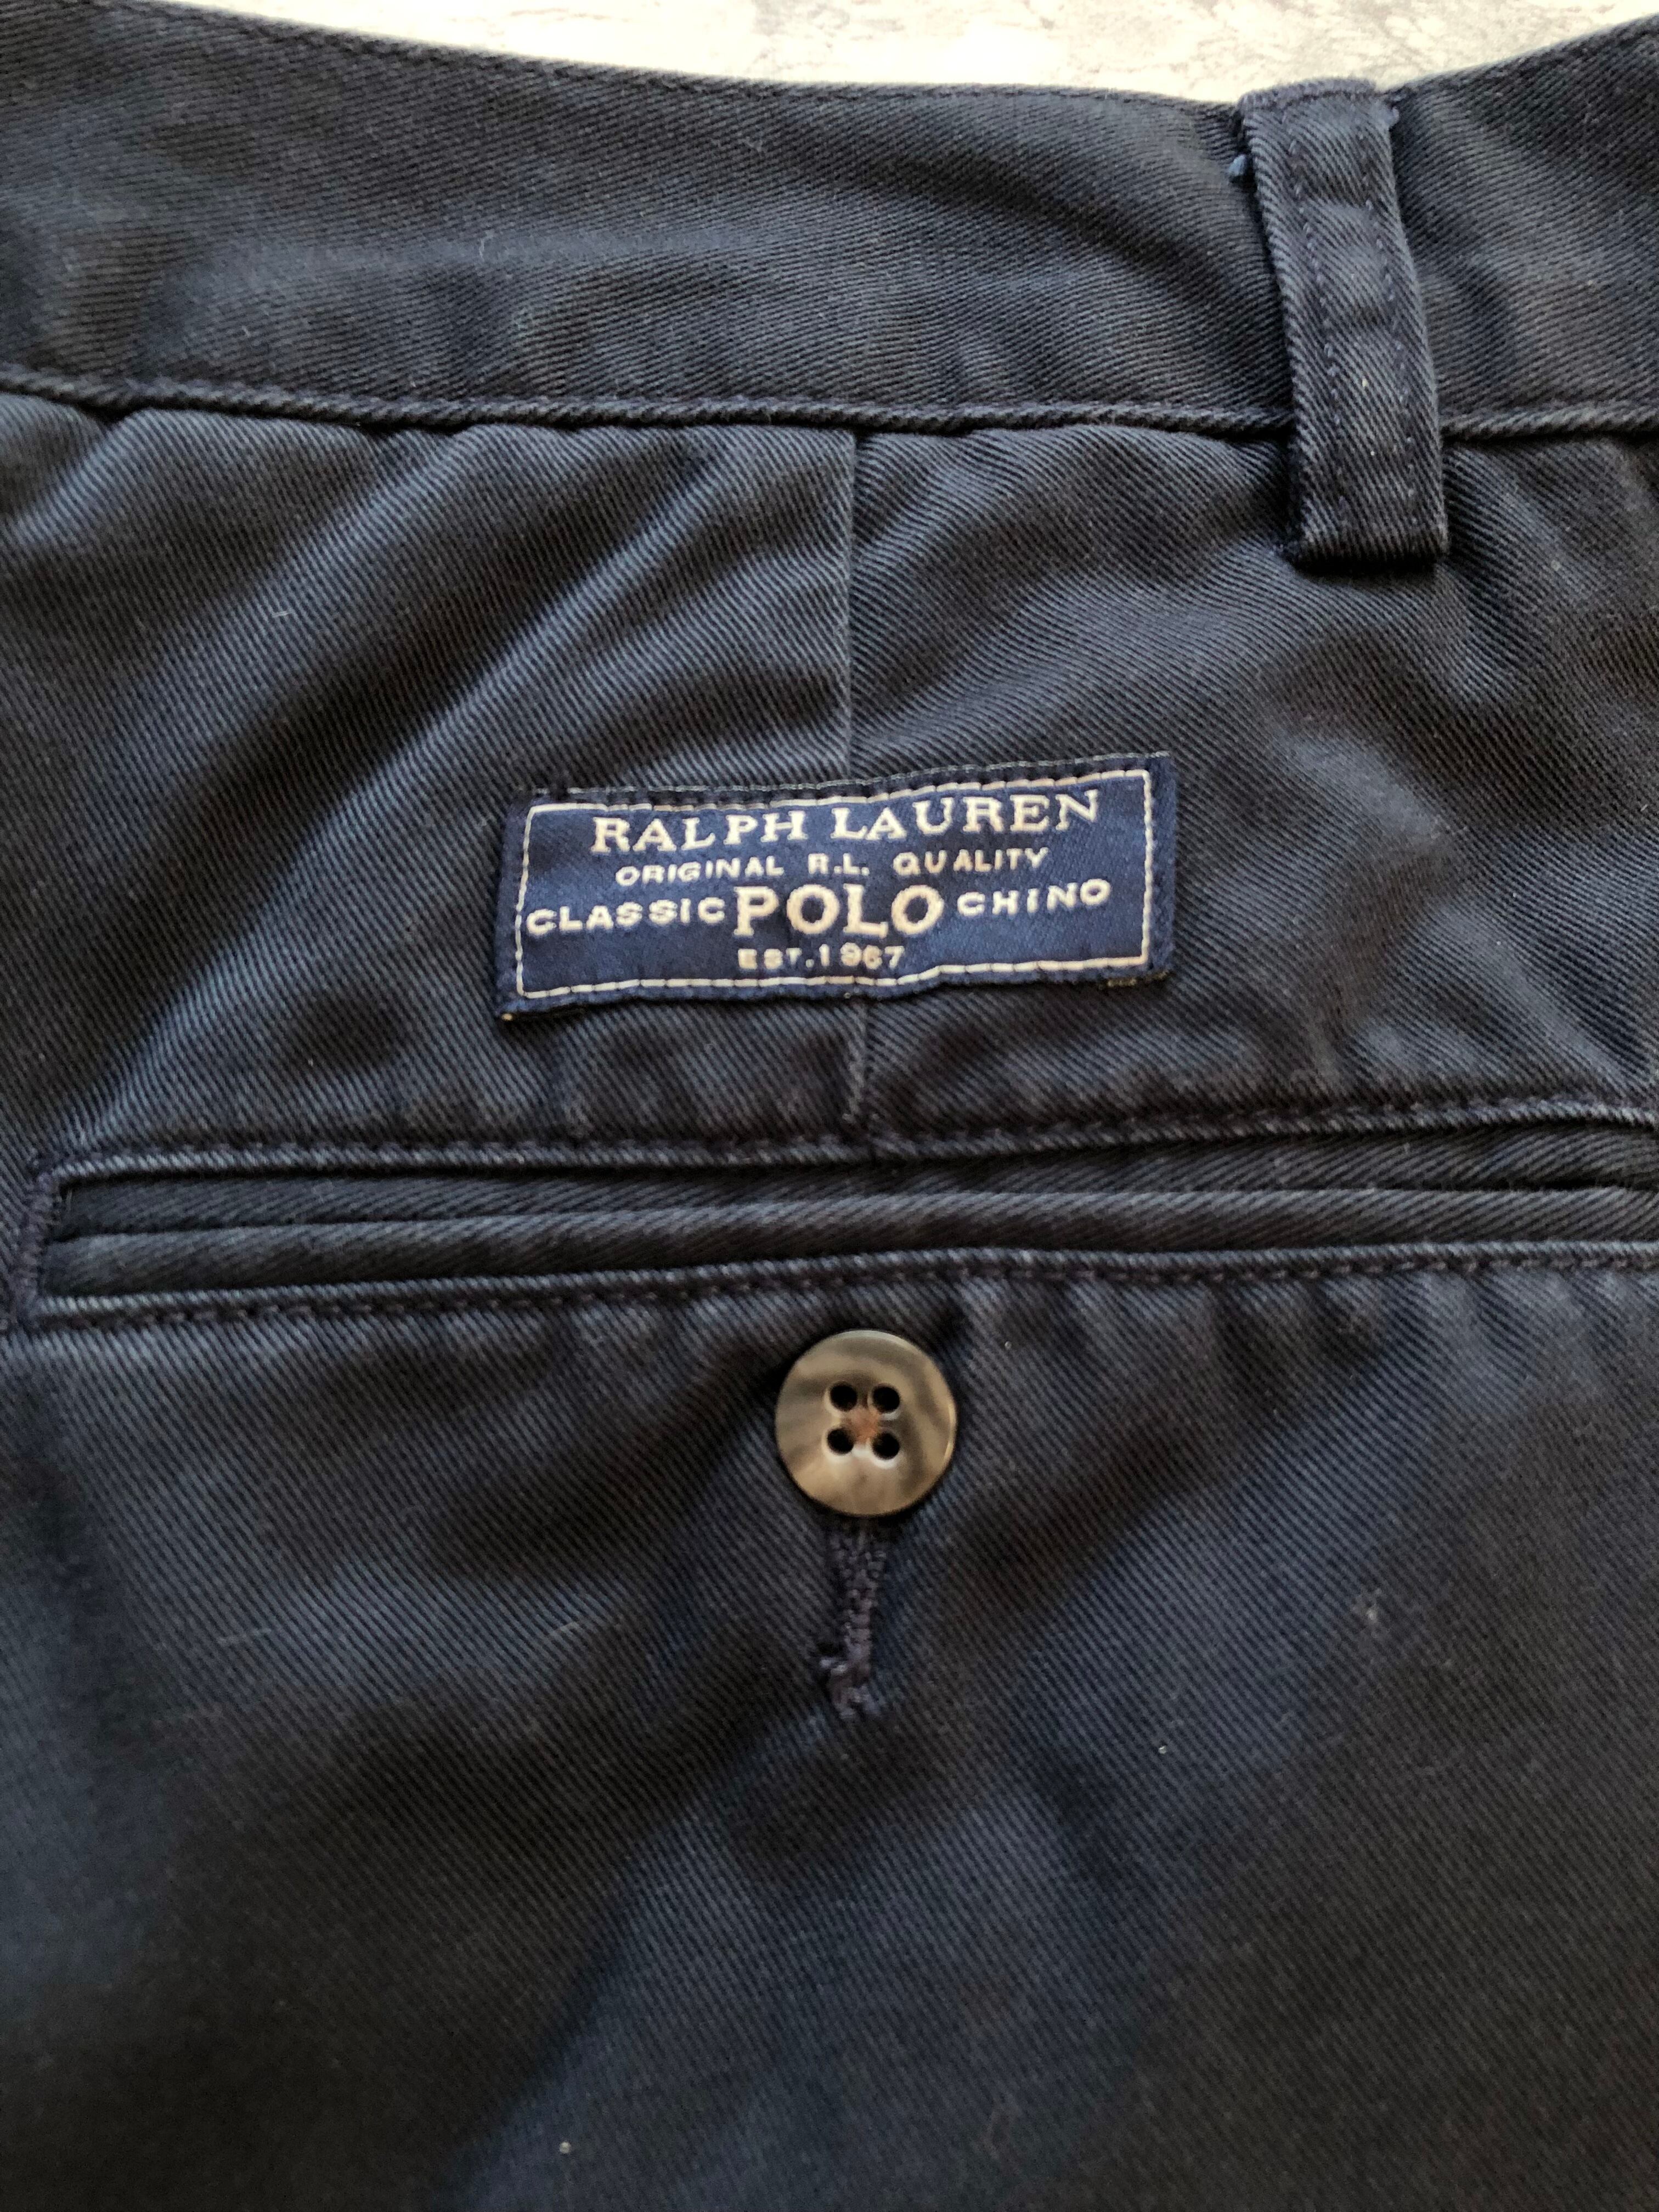 RALPH LAUREN
ORIGINAL R.L. QUALITY
CLASSIC POLO CHINO
EST. 1967